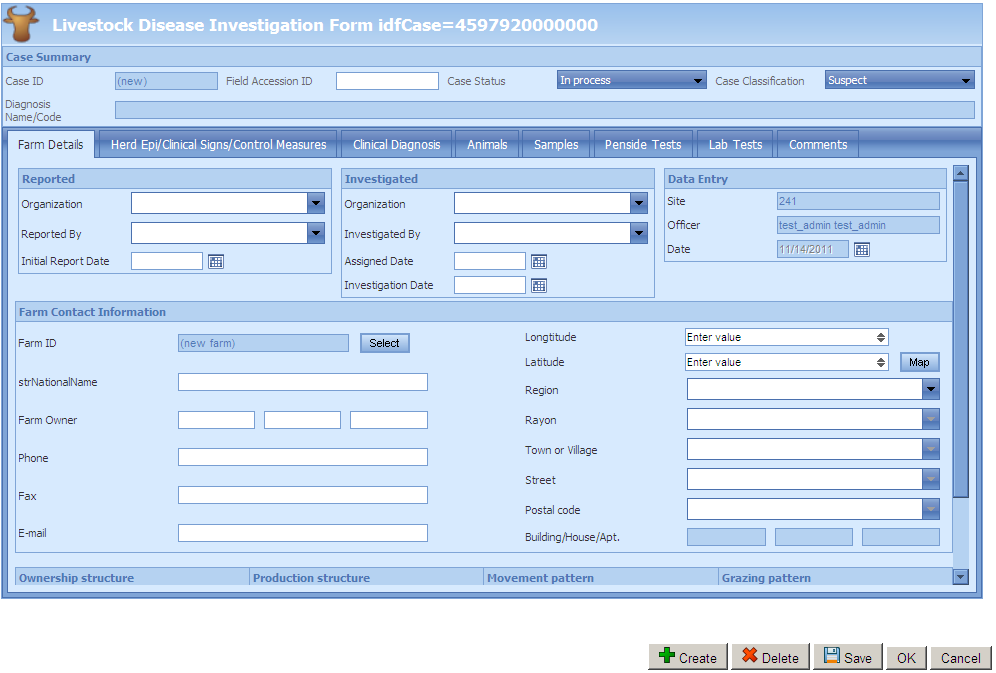 Livestock Disease Investigation Form idfCase=4597920000000
Case Summary
Case ID (new) Field Accession ID Case Status In process Case Classification Suspect
Diagnosis
Name/Code
Farm Details Herd Epi/Clinical Signs/Control Measures Clinical Diagnosis Animals Samples Penside Tests Lab Tests Comments
Reported
Organization
Reported By
Initial Report Date
Investigated
Organization
Investigated By
Assigned Date
Investigation Date
Data Entry
Site 241
Officer test_admin test_admin
Date 11/14/2011
Farm Contact Information
Farm ID (new farm) Select
strNationalName
Farm Owner
Phone
Fax
E-mail
Longtitude Enter value
Latitude Enter value Map
Region
Rayon
Town or Village
Street
Postal code
Building/House/Apt.
Ownership structure Production structure Movement pattern Grazing pattern
Create Delete Save OK Cancel